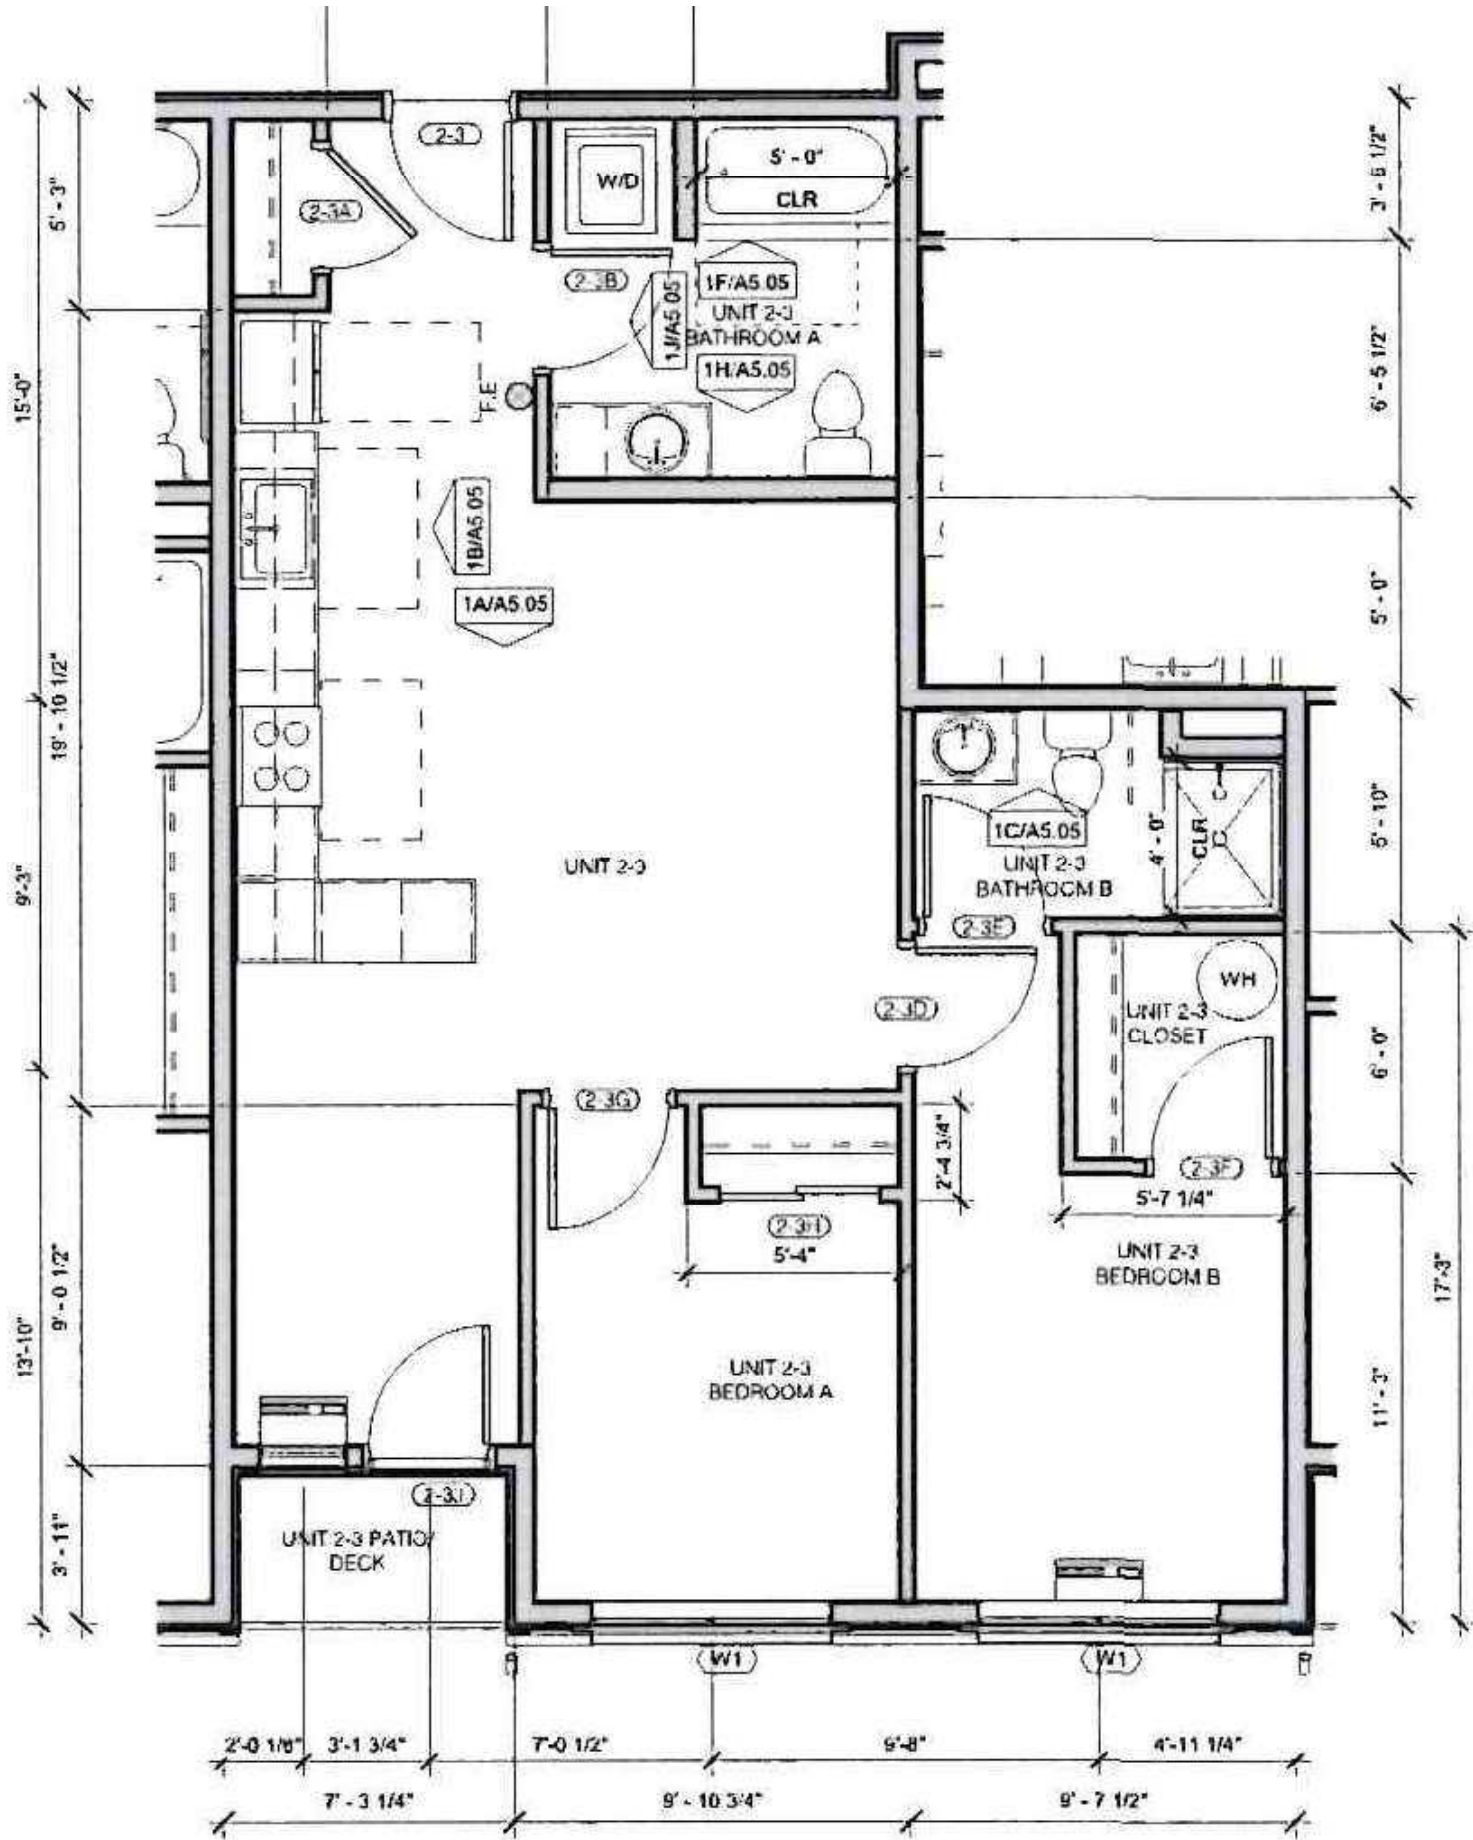 2-3
5' - 0"
W/D
CLR
3' - 6 1/2"
5' - 3"
2-3A
2-3B
1F/A5.05
1J/A5.05
UNIT 2-3
BATHROOM A
1H/A5.05
F.E
15'-0"
6' - 5 1/2"
1B/A5.05
1A/A5.05
5' - 0"
19' - 10 1/2"
1C/A5.05
4' - 0"
CLR
5' - 10"
UNIT 2-3
UNIT 2-3
BATHROOM B
9'-3"
2-3E
WH
2-3D
UNIT 2-3
CLOSET
6' - 0"
2-3G
2'-4 3/4"
2-3F
5'-7 1/4"
2-3H
5'-4"
UNIT 2-3
BEDROOM B
17'-3"
9' - 0 1/2"
13'-10"
UNIT 2-3
BEDROOM A
11' - 3"
2-3J
UNIT 2-3 PATIO/
DECK
3' - 11"
W1
W1
3'-1 3/4"
7'-0 1/2"
9'-8"
4'-11 1/4"
7' - 3 1/4"
9' - 10 3/4"
9' - 7 1/2"